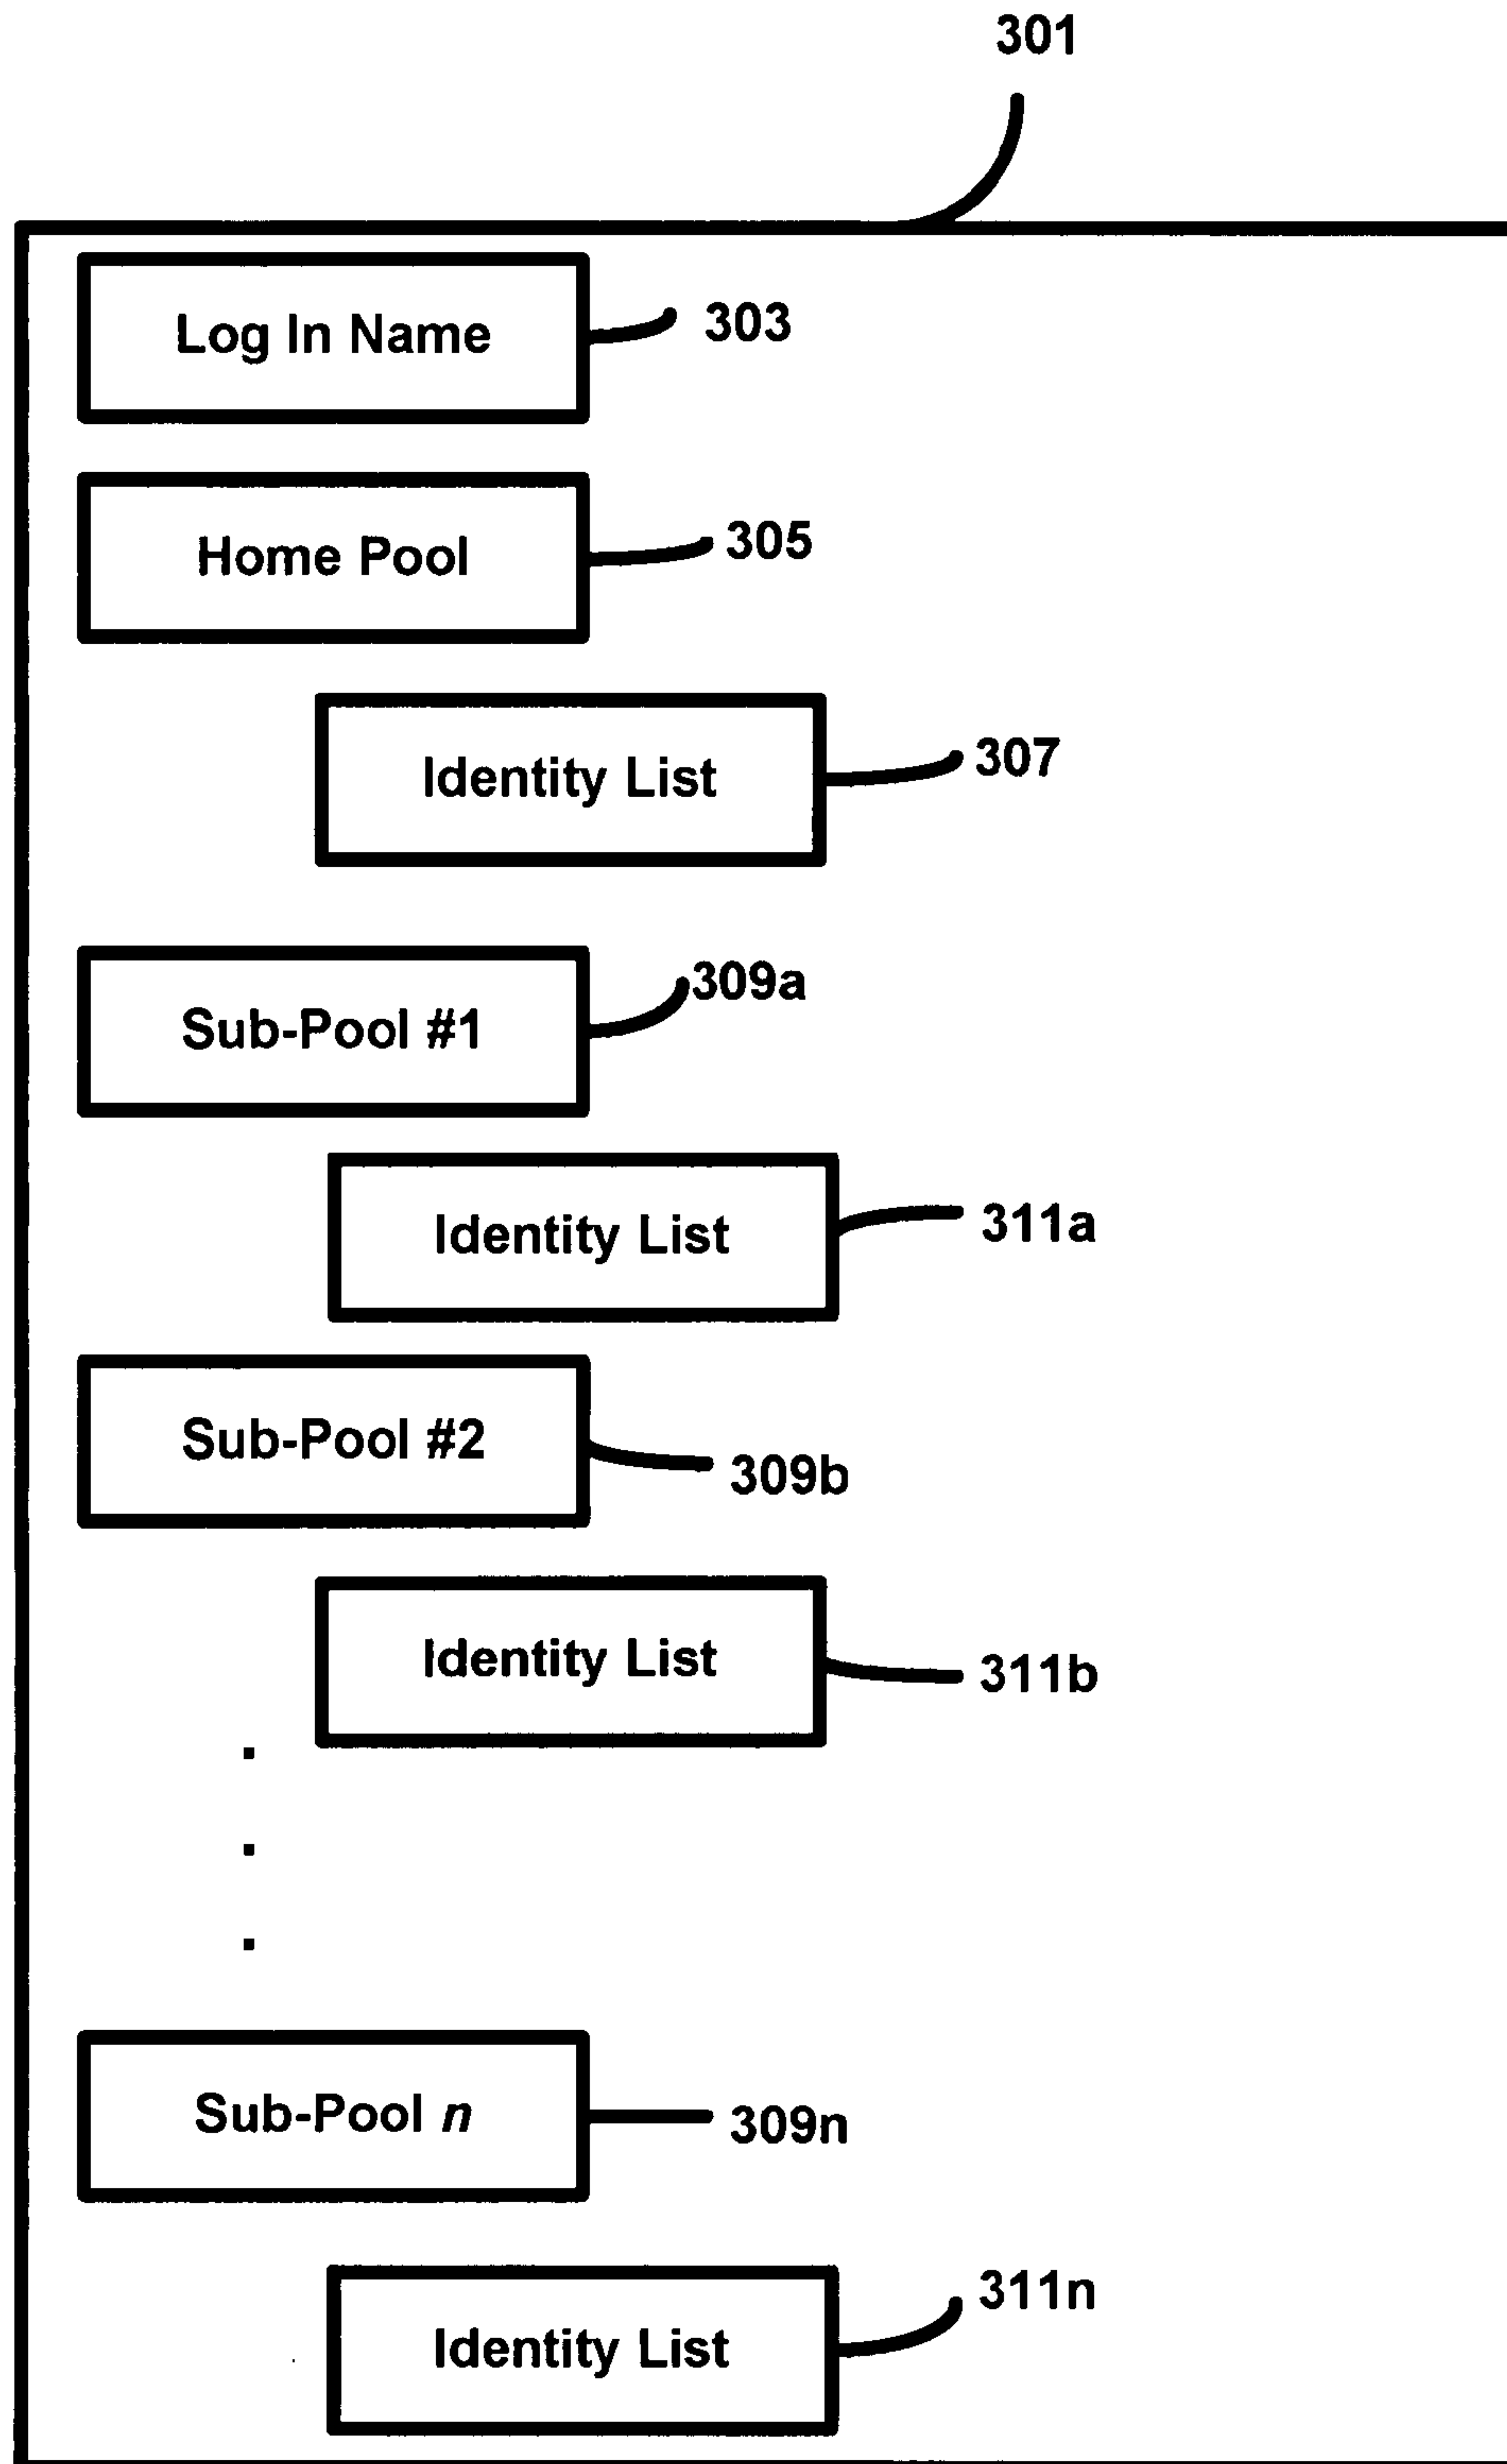 301
Log In Name 303
Home Pool 305
Identity List 307
Sub-Pool #1 309a
Identity List 311a
Sub-Pool #2 309b
Identity List 311b
.
.
.
Sub-Pool n 309n
Identity List 311n